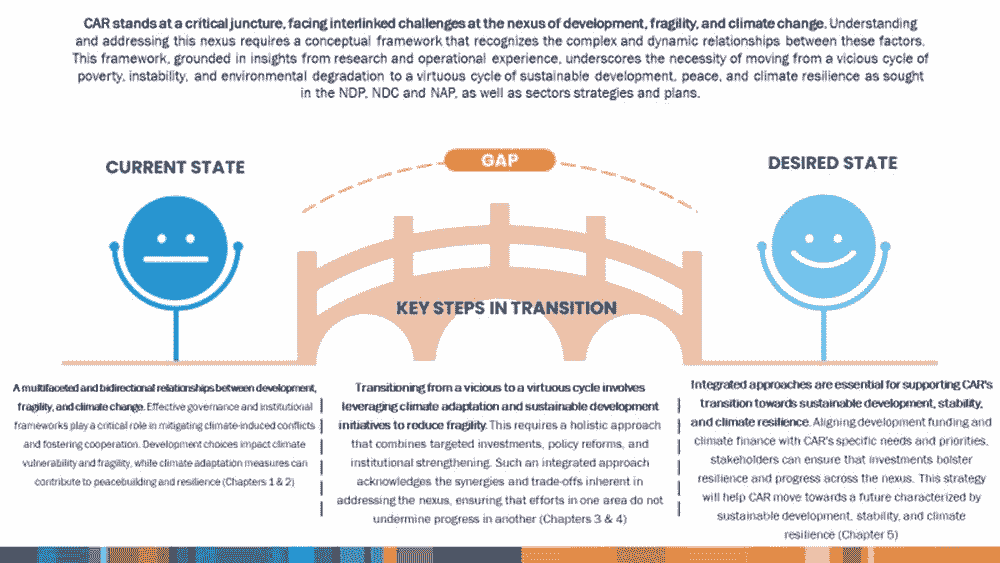 CAR stands at a critical juncture, facing interlinked challenges at the nexus of development, fragility, and climate change. Understanding
and addressing this nexus requires a conceptual framework that recognizes the complex and dynamic relationships between these factors.
This framework, grounded in insights from research and operational experience, underscores the necessity of moving from a vicious cycle of
poverty, instability, and environmental degradation to a virtuous cycle of sustainable development, peace, and climate resilience as sought
in the NDP, NDC and NAP, as well as sectors strategies and plans.
CURRENT STATE
GAP
DESIRED STATE
KEY STEPS IN TRANSITION
A multifaceted and bidirectional relationships between development,
fragility, and climate change. Effective governance and institutional
frameworks play a critical role in mitigating climate-induced conflicts
and fostering cooperation. Development choices impact climate
vulnerability and fragility, while climate adaptation measures can
contribute to peacebuilding and resilience (Chapters 1 & 2)
Transitioning from a vicious to a virtuous cycle involves
leveraging climate adaptation and sustainable development
initiatives to reduce fragility. This requires a holistic approach
that combines targeted investments, policy reforms, and
institutional strengthening. Such an integrated approach
acknowledges the synergies and trade-offs inherent in
addressing the nexus, ensuring that efforts in one area do not
undermine progress in another (Chapters 3 & 4)
Integrated approaches are essential for supporting CAR's
transition towards sustainable development, stability,
and climate resilience. Aligning development funding and
climate finance with CAR's specific needs and priorities,
stakeholders can ensure that investments bolster
resilience and progress across the nexus. This strategy
will help CAR move towards a future characterized by
sustainable development, stability, and climate
resilience (Chapter 5)